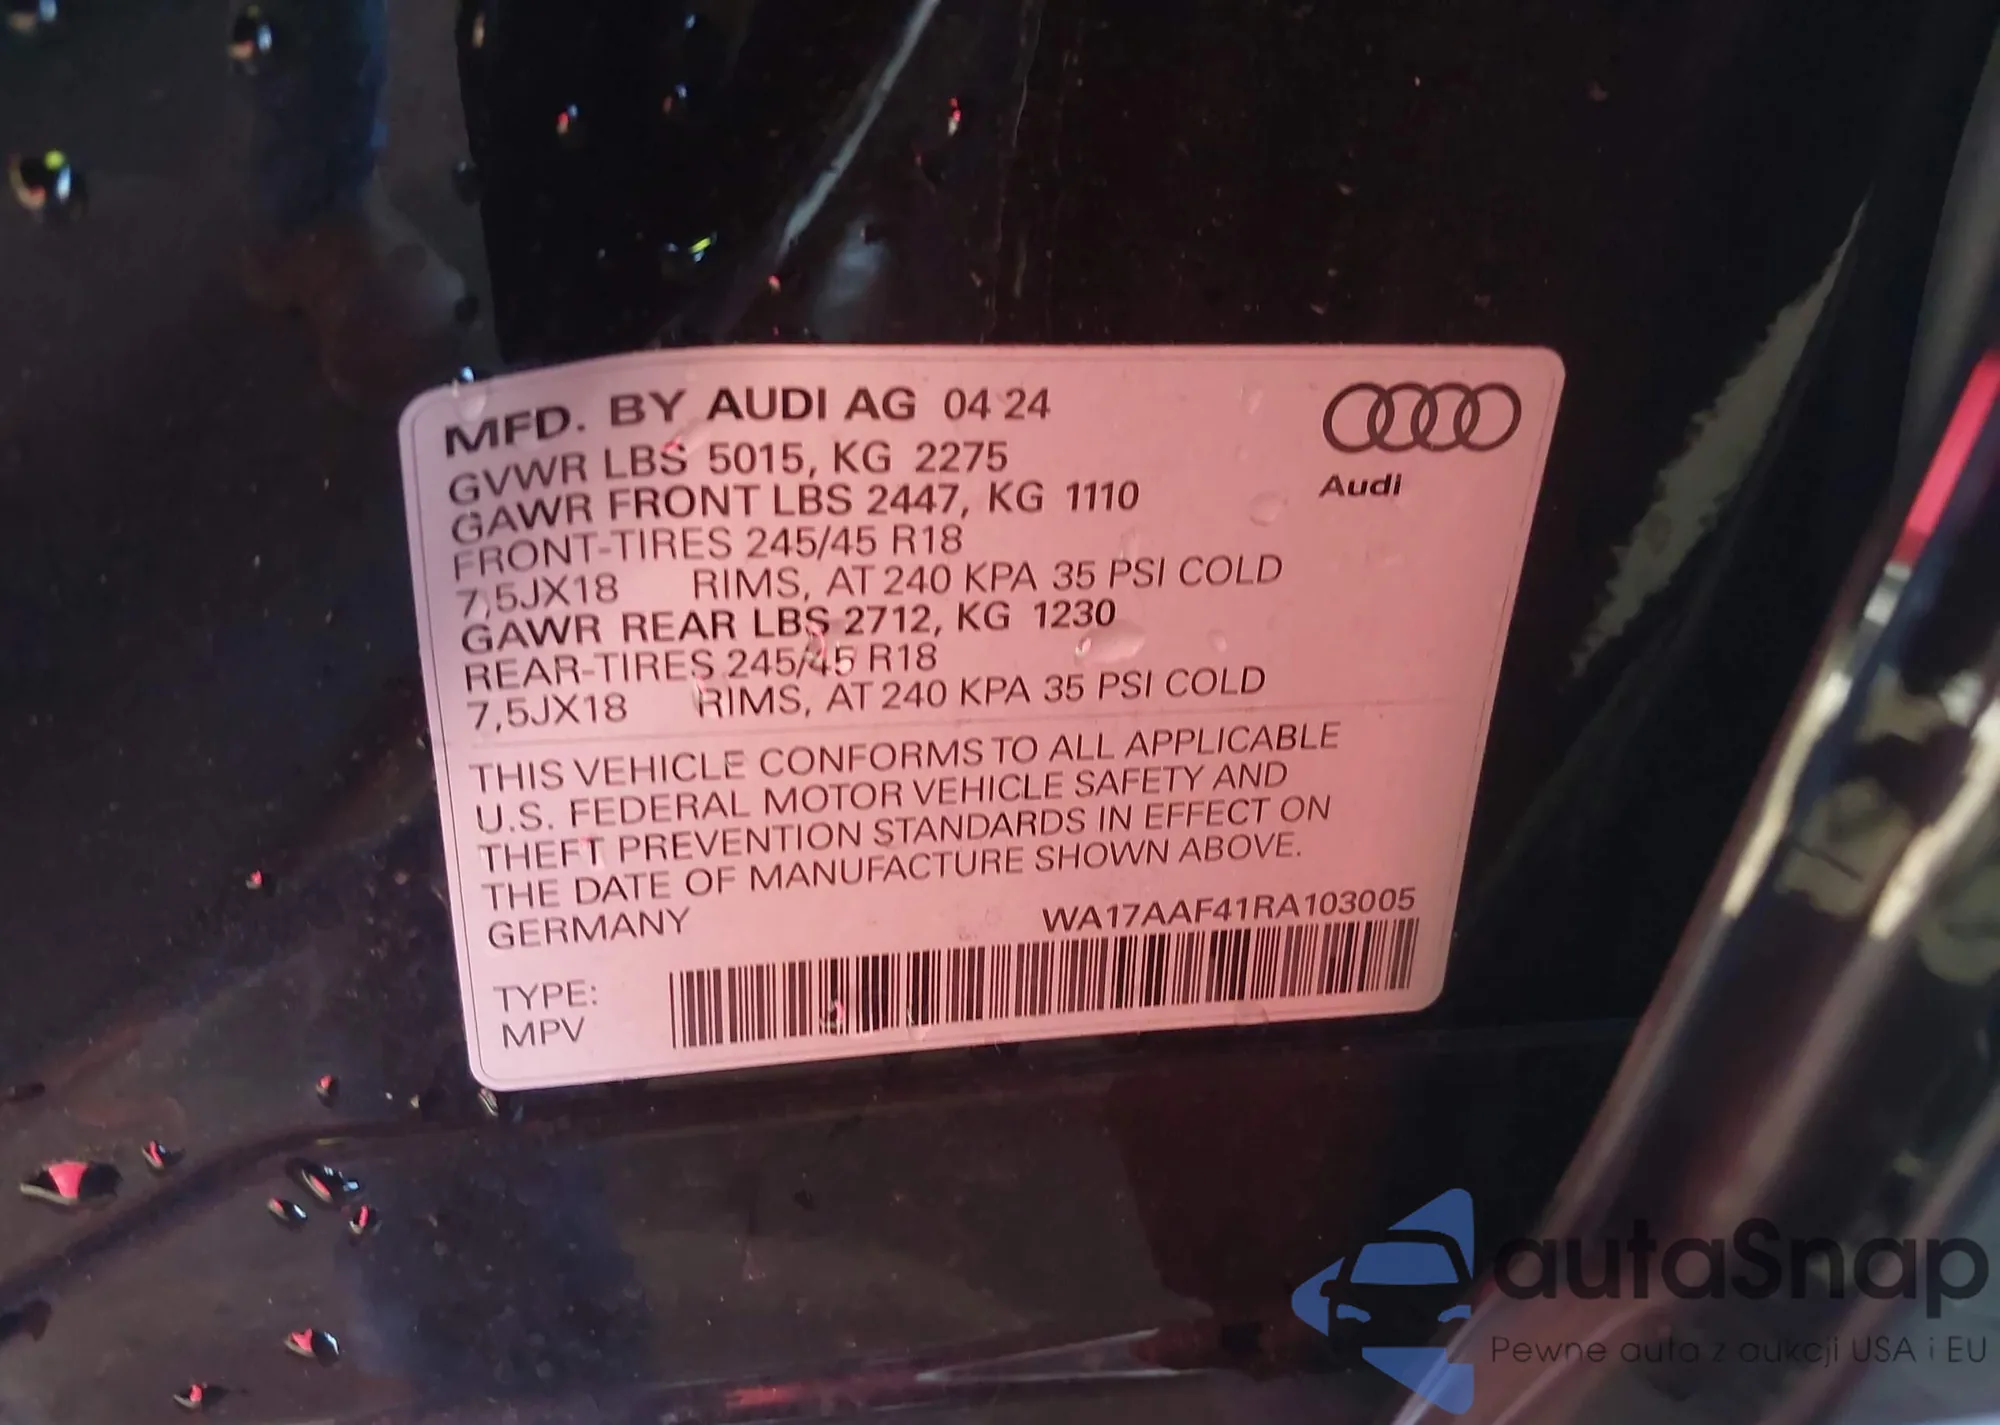 MFD. BY AUDI AG 04 24
GVWR LBS 5015, KG 2275
GAWR FRONT LBS 2447, KG 1110
FRONT-TIRES 245/45 R18
7,5JX18 RIMS, AT 240 KPA 35 PSI COLD
GAWR REAR LBS 2712, KG 1230
REAR-TIRES 245/45 R18
7,5JX18 RIMS, AT 240 KPA 35 PSI COLD
Audi
THIS VEHICLE CONFORMS TO ALL APPLICABLE
U.S. FEDERAL MOTOR VEHICLE SAFETY AND
THEFT PREVENTION STANDARDS IN EFFECT ON
THE DATE OF MANUFACTURE SHOWN ABOVE.
GERMANY WA17AAF41RA103005
TYPE:
MPV
autaSnap
Pewne auta z aukcji USA i EU